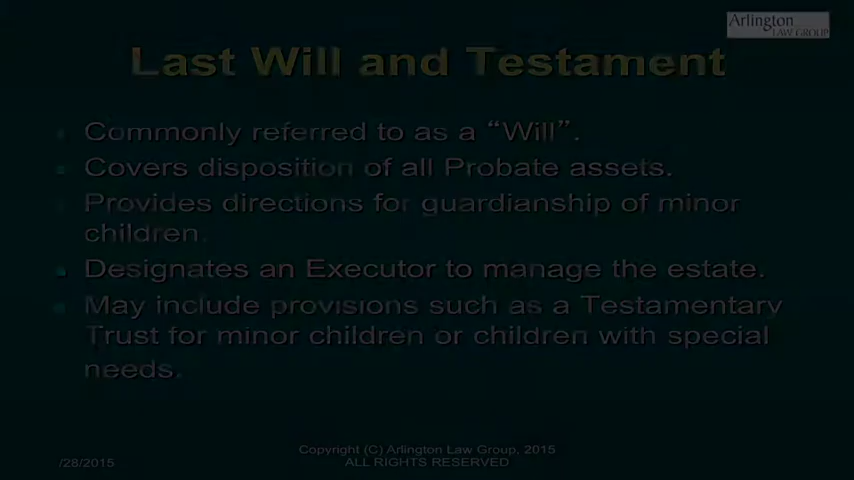 Arlington
LAW GROUP
Last Will and Testament
Commonly referred to as a “Will”.
Covers disposition of all Probate assets.
Provides directions for guardianship of minor
children.
Designates an Executor to manage the estate.
May include provisions such as a Testamentary
Trust for minor children or children with special
needs.
Copyright (C) Arlington Law Group, 2015
/28/2015
ALL RIGHTS RESERVED